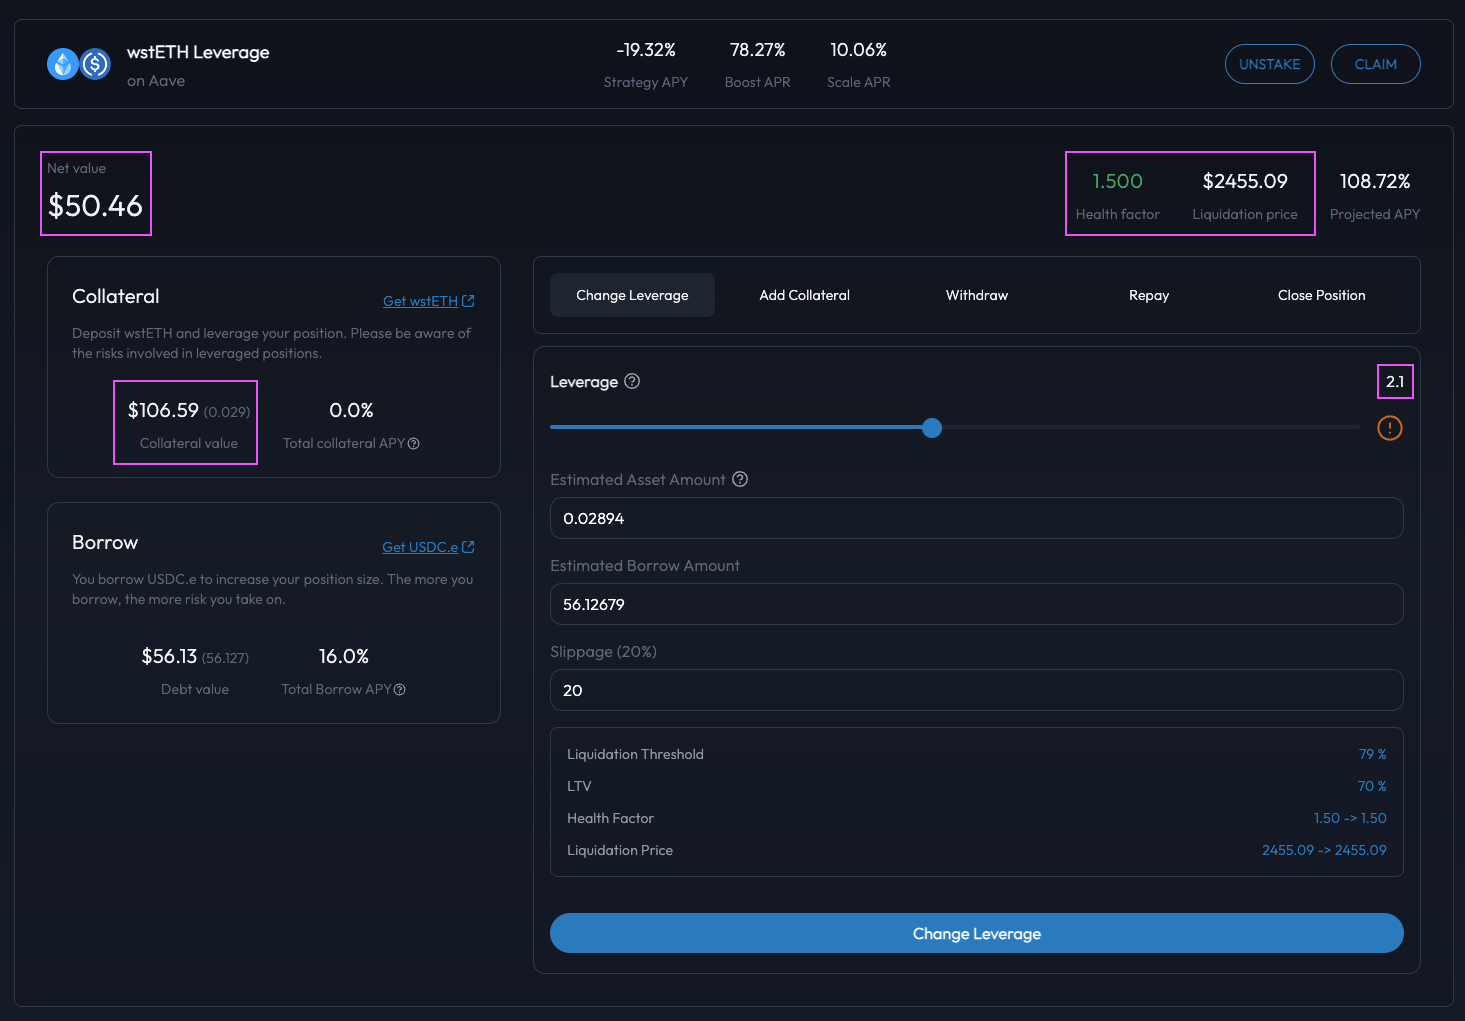 wstETH Leverage
on Aave
-19.32% 78.27% 10.06%
Strategy APY Boost APR Scale APR
UNSTAKE CLAIM
Net value
$50.46
1.500 $2455.09 108.72%
Health factor Liquidation price Projected APY
Collateral
Get wstETH
Deposit wstETH and leverage your position. Please be aware of
the risks involved in leveraged positions.
$106.59 (0.029) 0.0%
Collateral value Total collateral APY
Borrow
Get USDC.e
You borrow USDC.e to increase your position size. The more you
borrow, the more risk you take on.
$56.13 (56.127) 16.0%
Debt value Total Borrow APY
Change Leverage Add Collateral Withdraw Repay Close Position
Leverage 2.1
Estimated Asset Amount
0.02894
Estimated Borrow Amount
56.12679
Slippage (20%)
20
Liquidation Threshold 79 %
LTV 70 %
Health Factor 1.50 -> 1.50
Liquidation Price 2455.09 -> 2455.09
Change Leverage